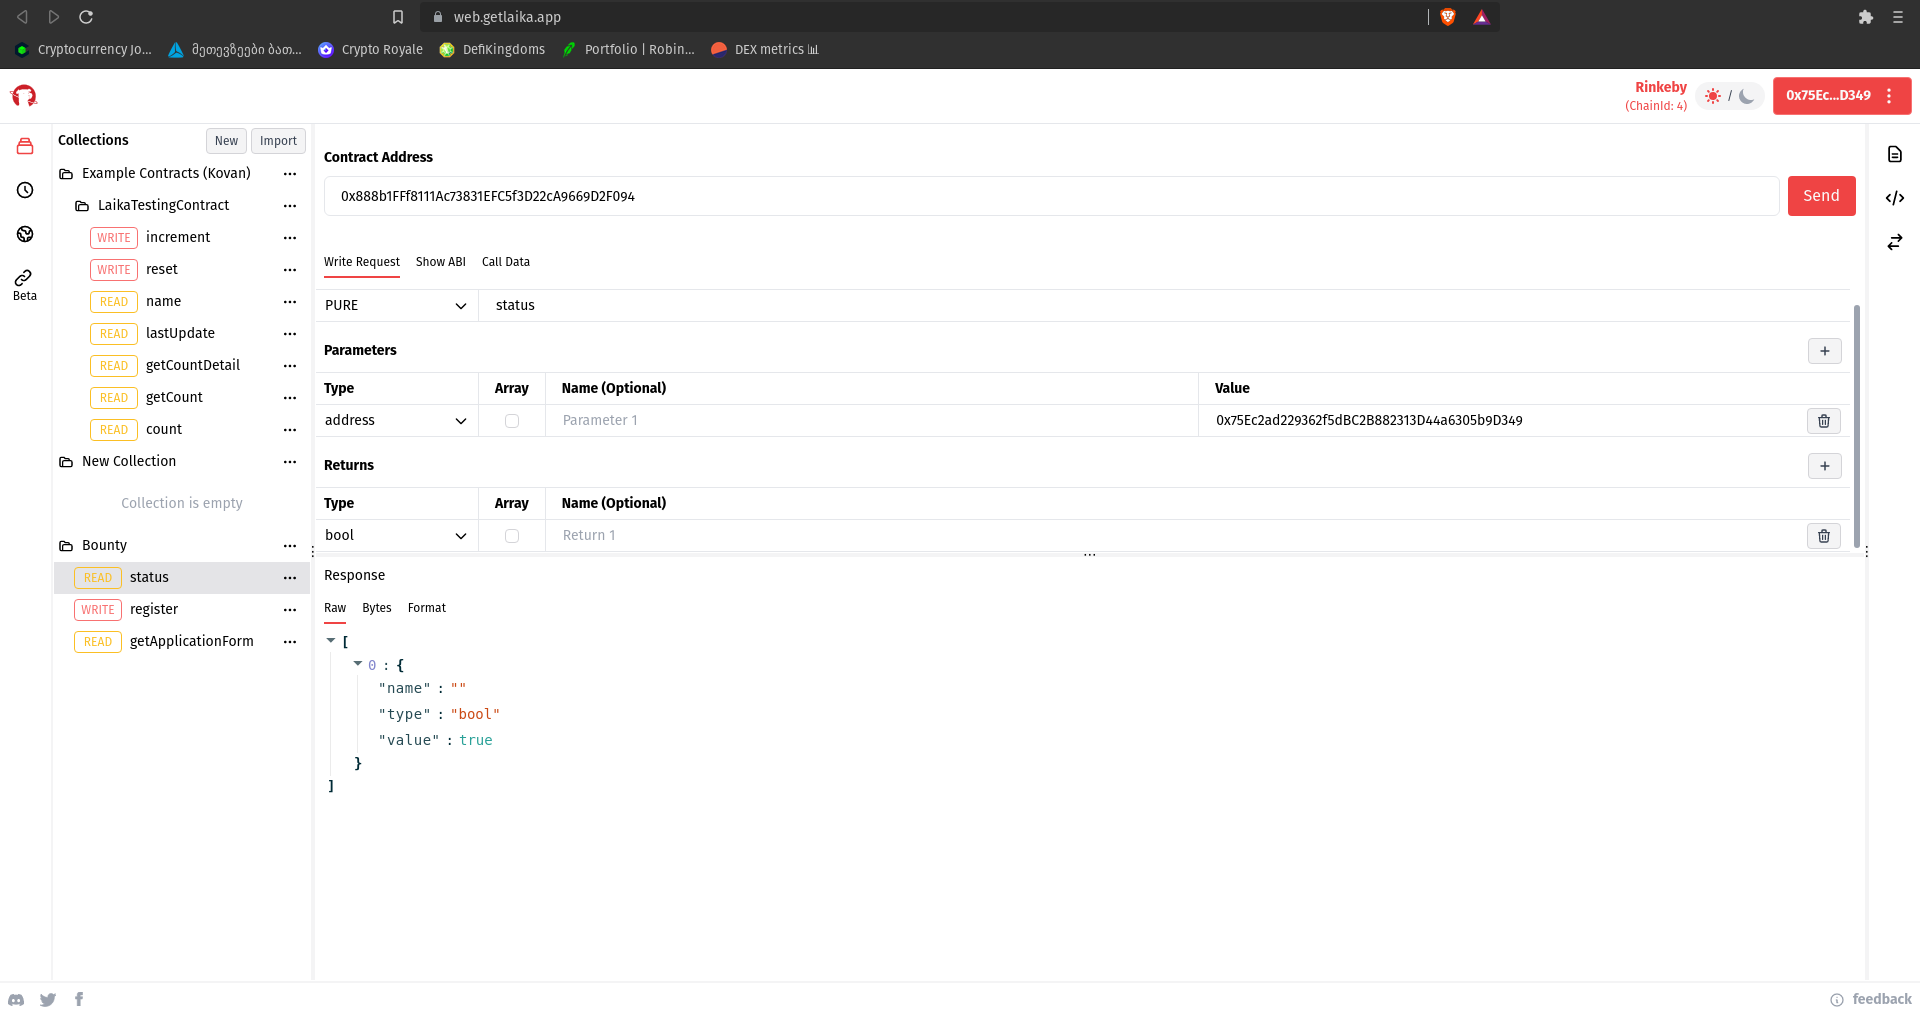 web.getlaika.app
Cryptocurrency Jo...
მეთევზეები ბათ...
Crypto Royale
DefiKingdoms
Portfolio | Robin...
DEX metrics
Rinkeby
(ChainId: 4)
/
0x75Ec...D349
Collections
New
Import
Example Contracts (Kovan)
LaikaTestingContract
WRITE increment
WRITE reset
READ name
READ lastUpdate
READ getCountDetail
READ getCount
READ count
New Collection
Collection is empty
Bounty
READ status
WRITE register
READ getApplicationForm
Beta
Contract Address
0x888b1FFf8111Ac73831EFC5f3D22cA9669D2F094
Send
Write Request
Show ABI
Call Data
PURE
status
Parameters
Type Array Name (Optional) Value
address Parameter 1 0x75Ec2ad229362f5dBC2B882313D44a6305b9D349
Returns
Type Array Name (Optional)
bool Return 1
Response
Raw
Bytes
Format
[
0 : {
"name" : ""
"type" : "bool"
"value" : true
}
]
feedback